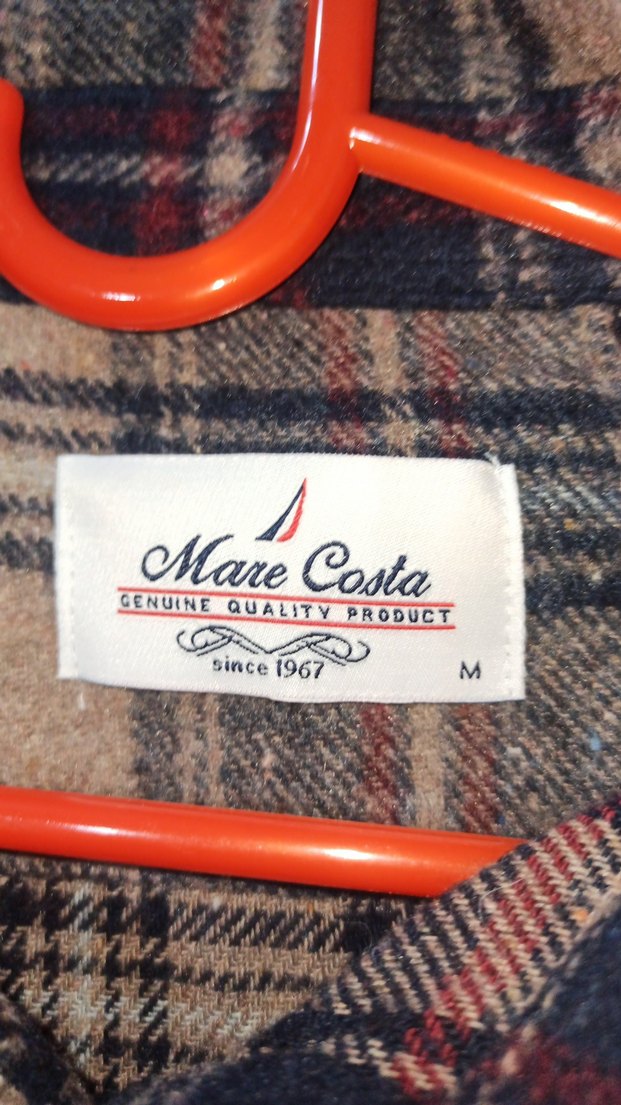 Mare Costa
GENUINE QUALITY PRODUCT
since 1967
M